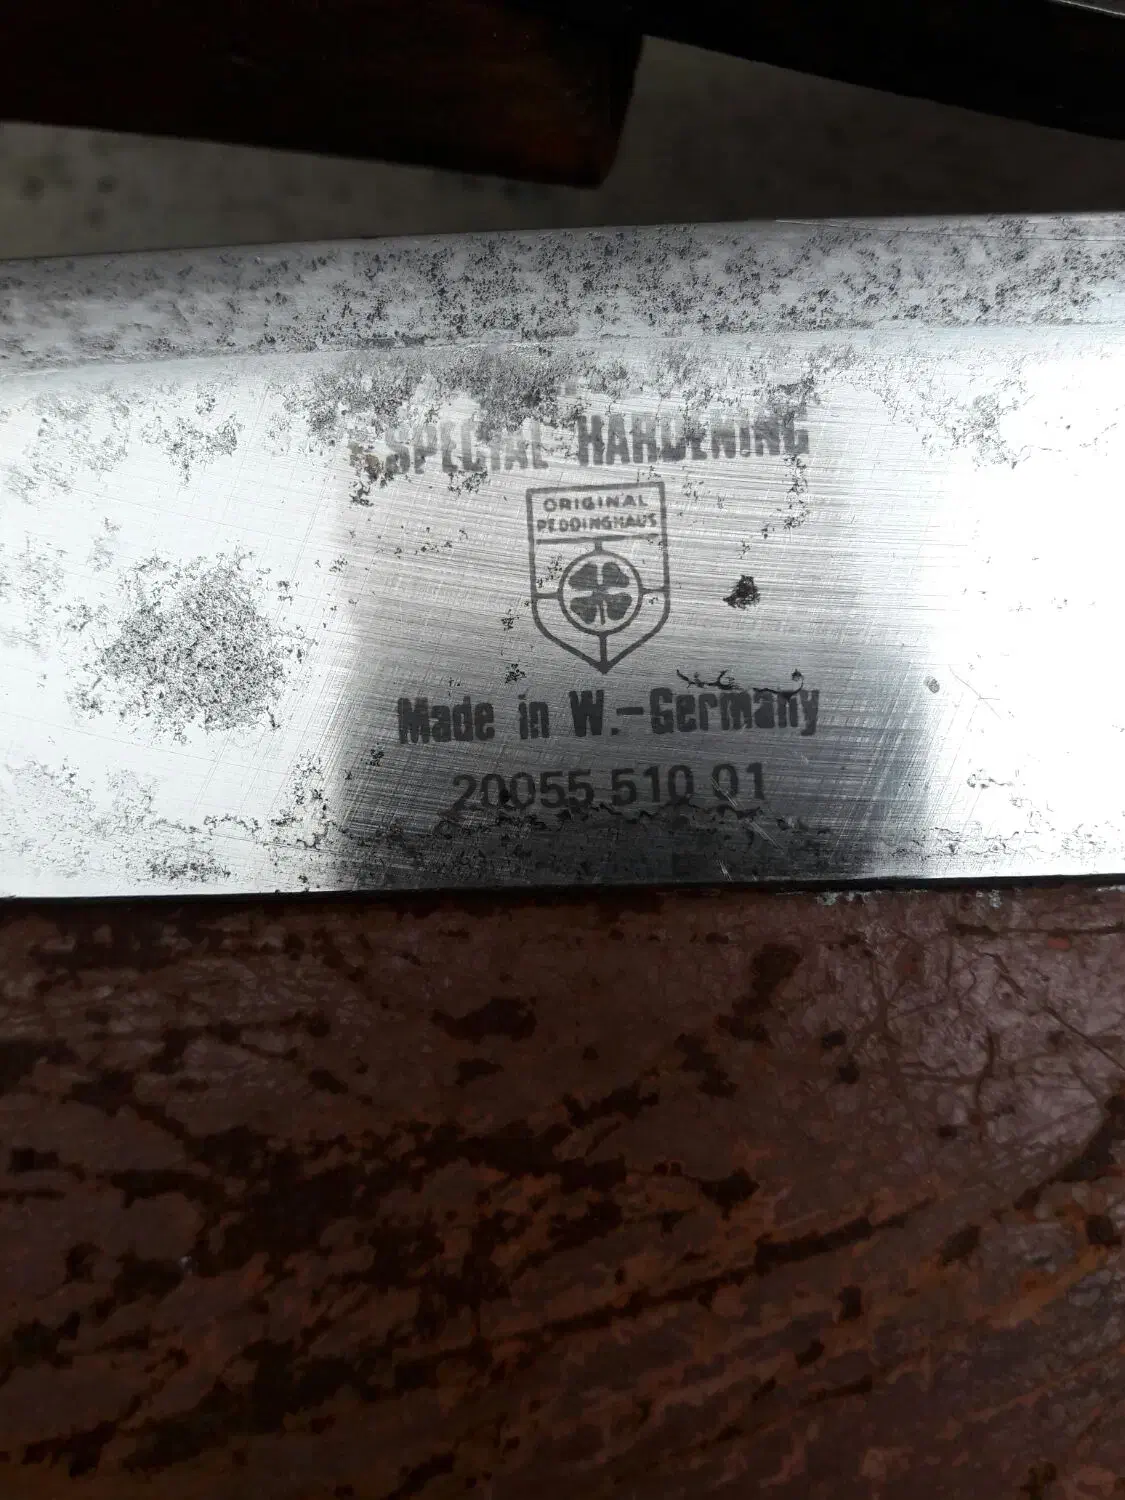 SPECIAL HARDENING
ORIGINAL
PEDDINGHAUS
Made in W.-Germany
20055 510 01